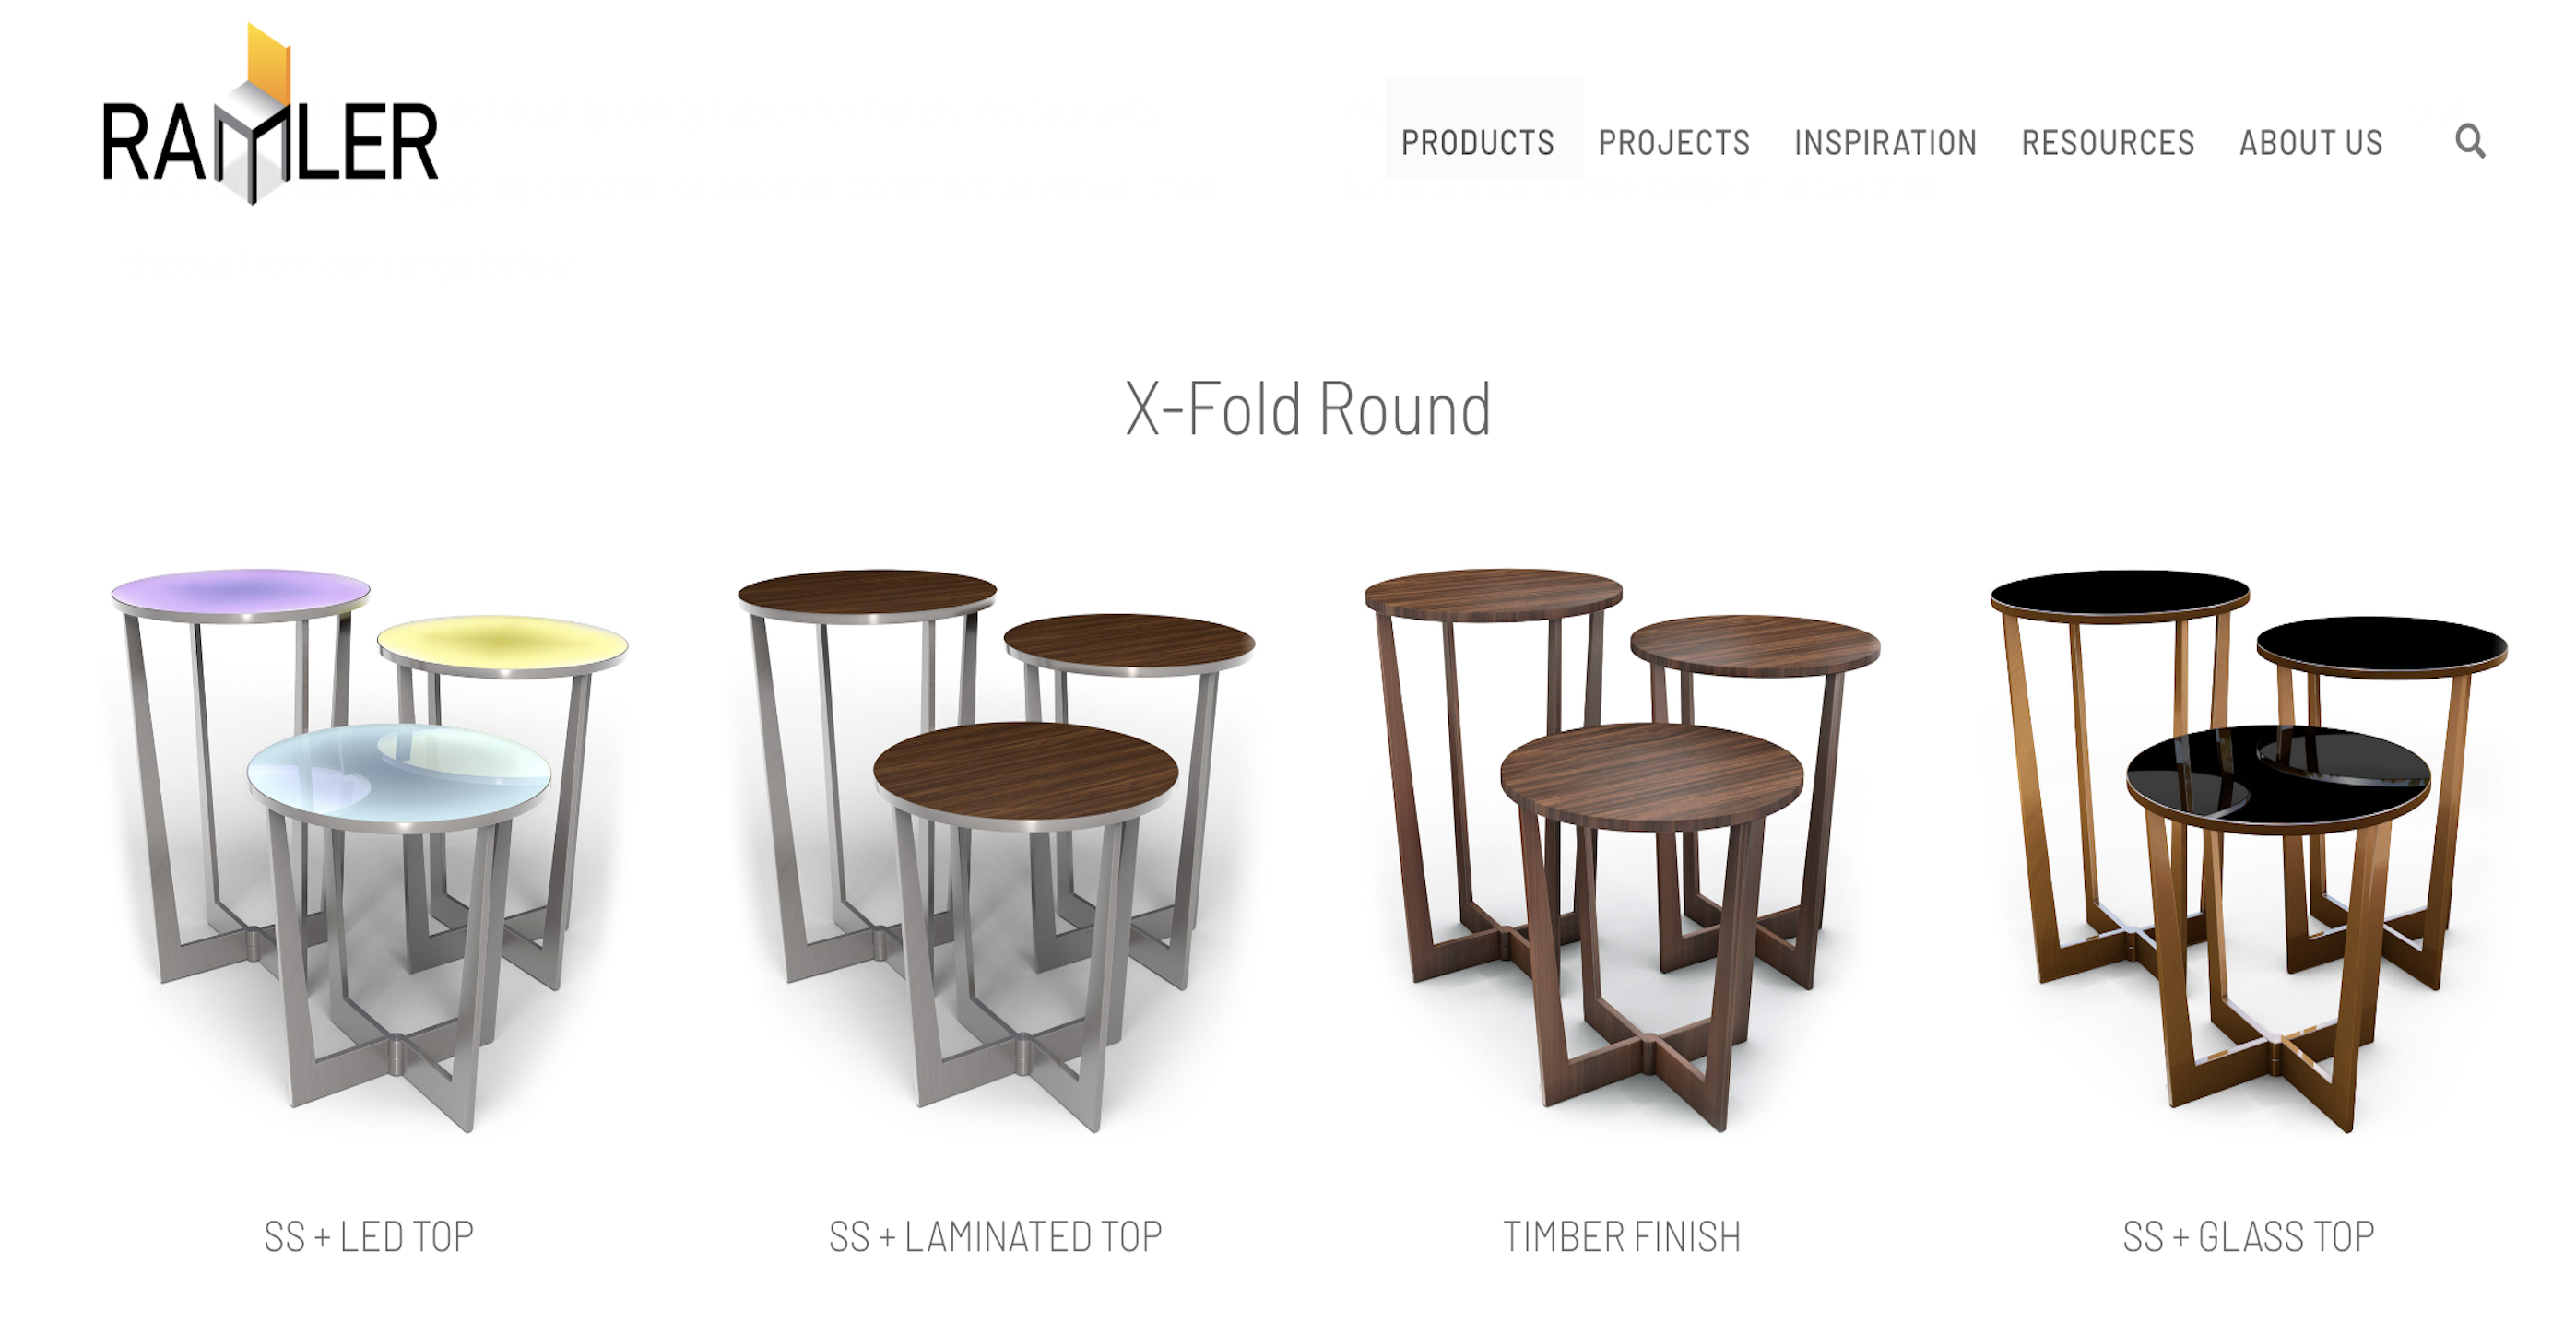 RAMLER
PRODUCTS PROJECTS INSPIRATION RESOURCES ABOUT US
X-Fold Round
SS + LED TOP
SS + LAMINATED TOP
TIMBER FINISH
SS + GLASS TOP